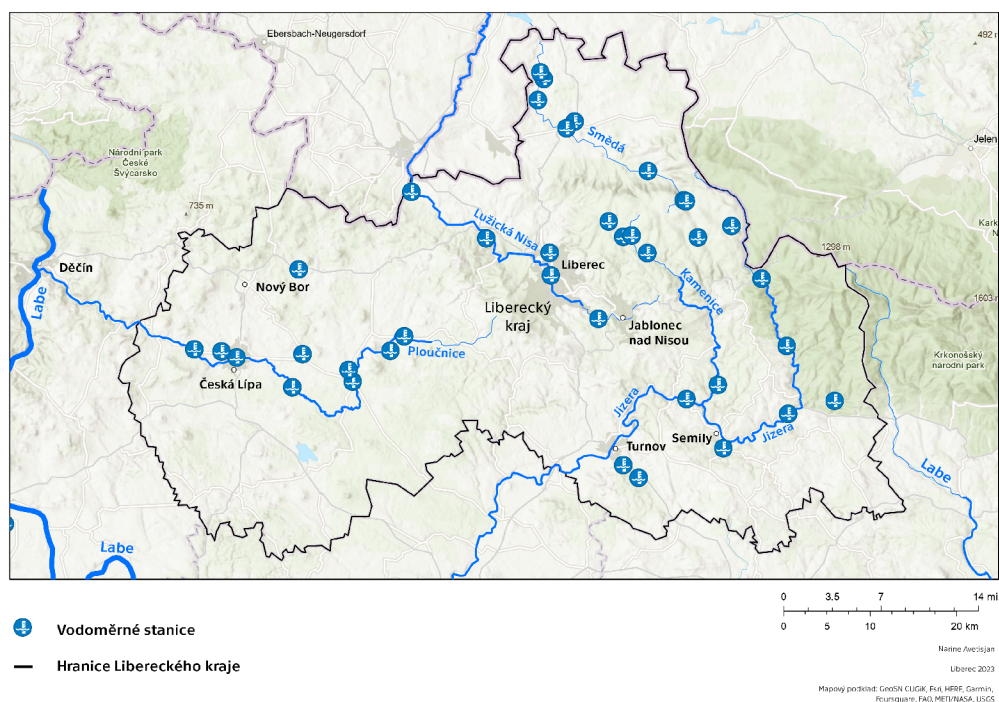 Ebersbach-Neugersdorf
492 m
Smědá
Jelen
Národní park
České
Švýcarsko
735 m
Lužická Nisa
Kark
N
1298 m
Děčín
Liberec
Nový Bor
Kamenice
Labe
1603 m
Liberecký
kraj
Jablonec
nad Nisou
Ploučnice
Krkonošský
národní park
Česká Lípa
Jizera
Semily
Jizera
Turnov
Labe
Labe
0 3.5 7 14 mi
0 5 10 20 km
Vodoměrné stanice
Hranice Libereckého kraje
Narine Avetisjan
Liberec 2023
Mapový podklad: GeoSN CUGiK, Esri, HERE, Garmin,
Foursquare, FAO, METI/NASA, USGS